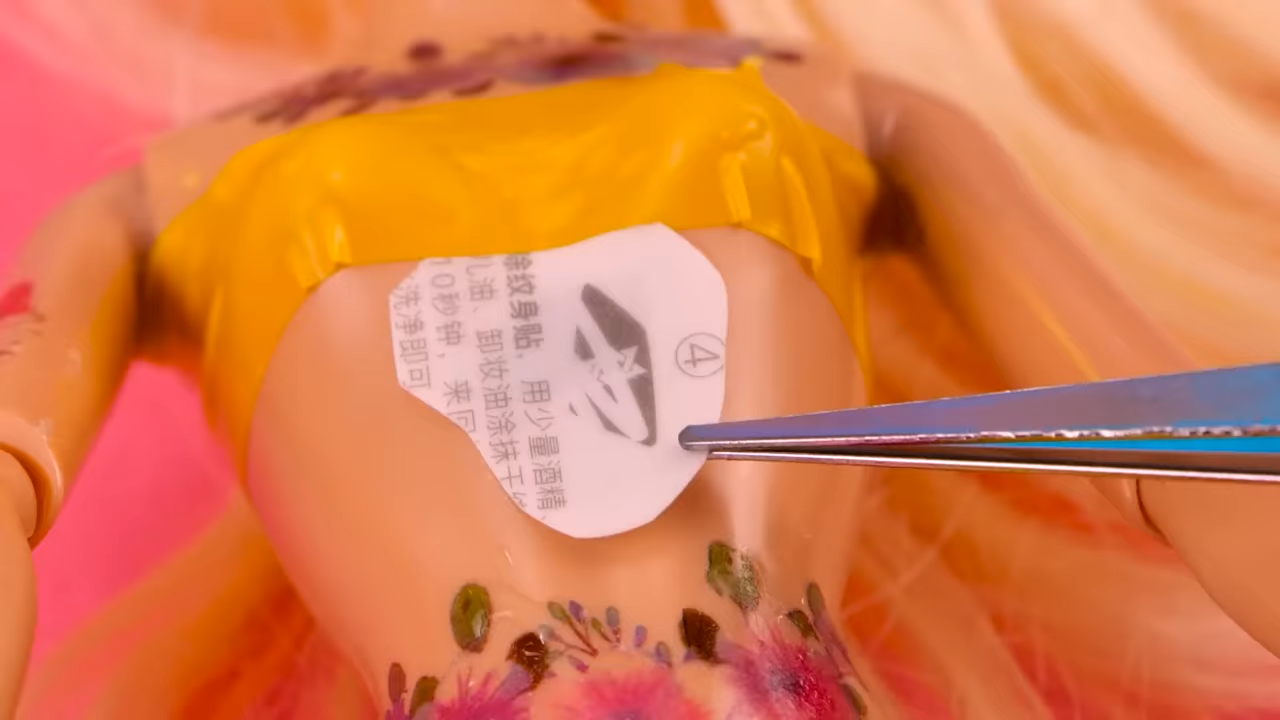 ④
除纹身贴，用少量酒精、
油、卸妆油涂抹于
10秒钟，来回
洗净即可